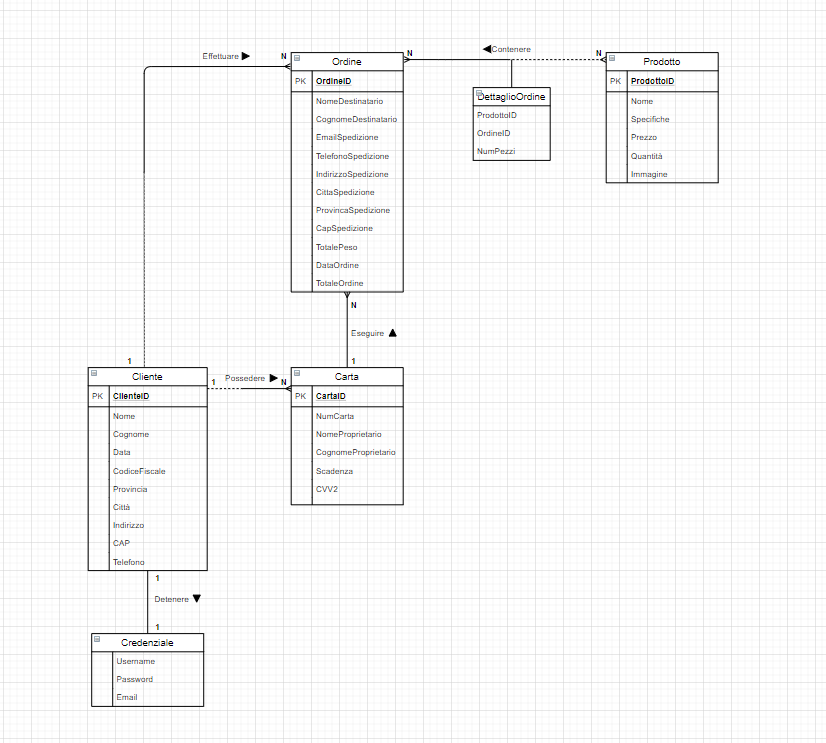 Effettuare
N
Ordine
PK OrdineID
NomeDestinatario
CognomeDestinatario
EmailSpedizione
TelefonoSpedizione
IndirizzoSpedizione
CittaSpedizione
ProvincaSpedizione
CapSpedizione
TotalePeso
DataOrdine
TotaleOrdine
N
Contenere
N
DettaglioOrdine
ProdottoID
OrdineID
NumPezzi
Prodotto
PK ProdottoID
Nome
Specifiche
Prezzo
Quantità
Immagine
N
Eseguire
1
1
Cliente
PK ClienteID
Nome
Cognome
Data
CodiceFiscale
Provincia
Città
Indirizzo
CAP
Telefono
1
Possedere
N
Carta
PK CartaID
NumCarta
NomeProprietario
CognomeProprietario
Scadenza
CVV2
1
Detenere
1
Credenziale
Username
Password
Email